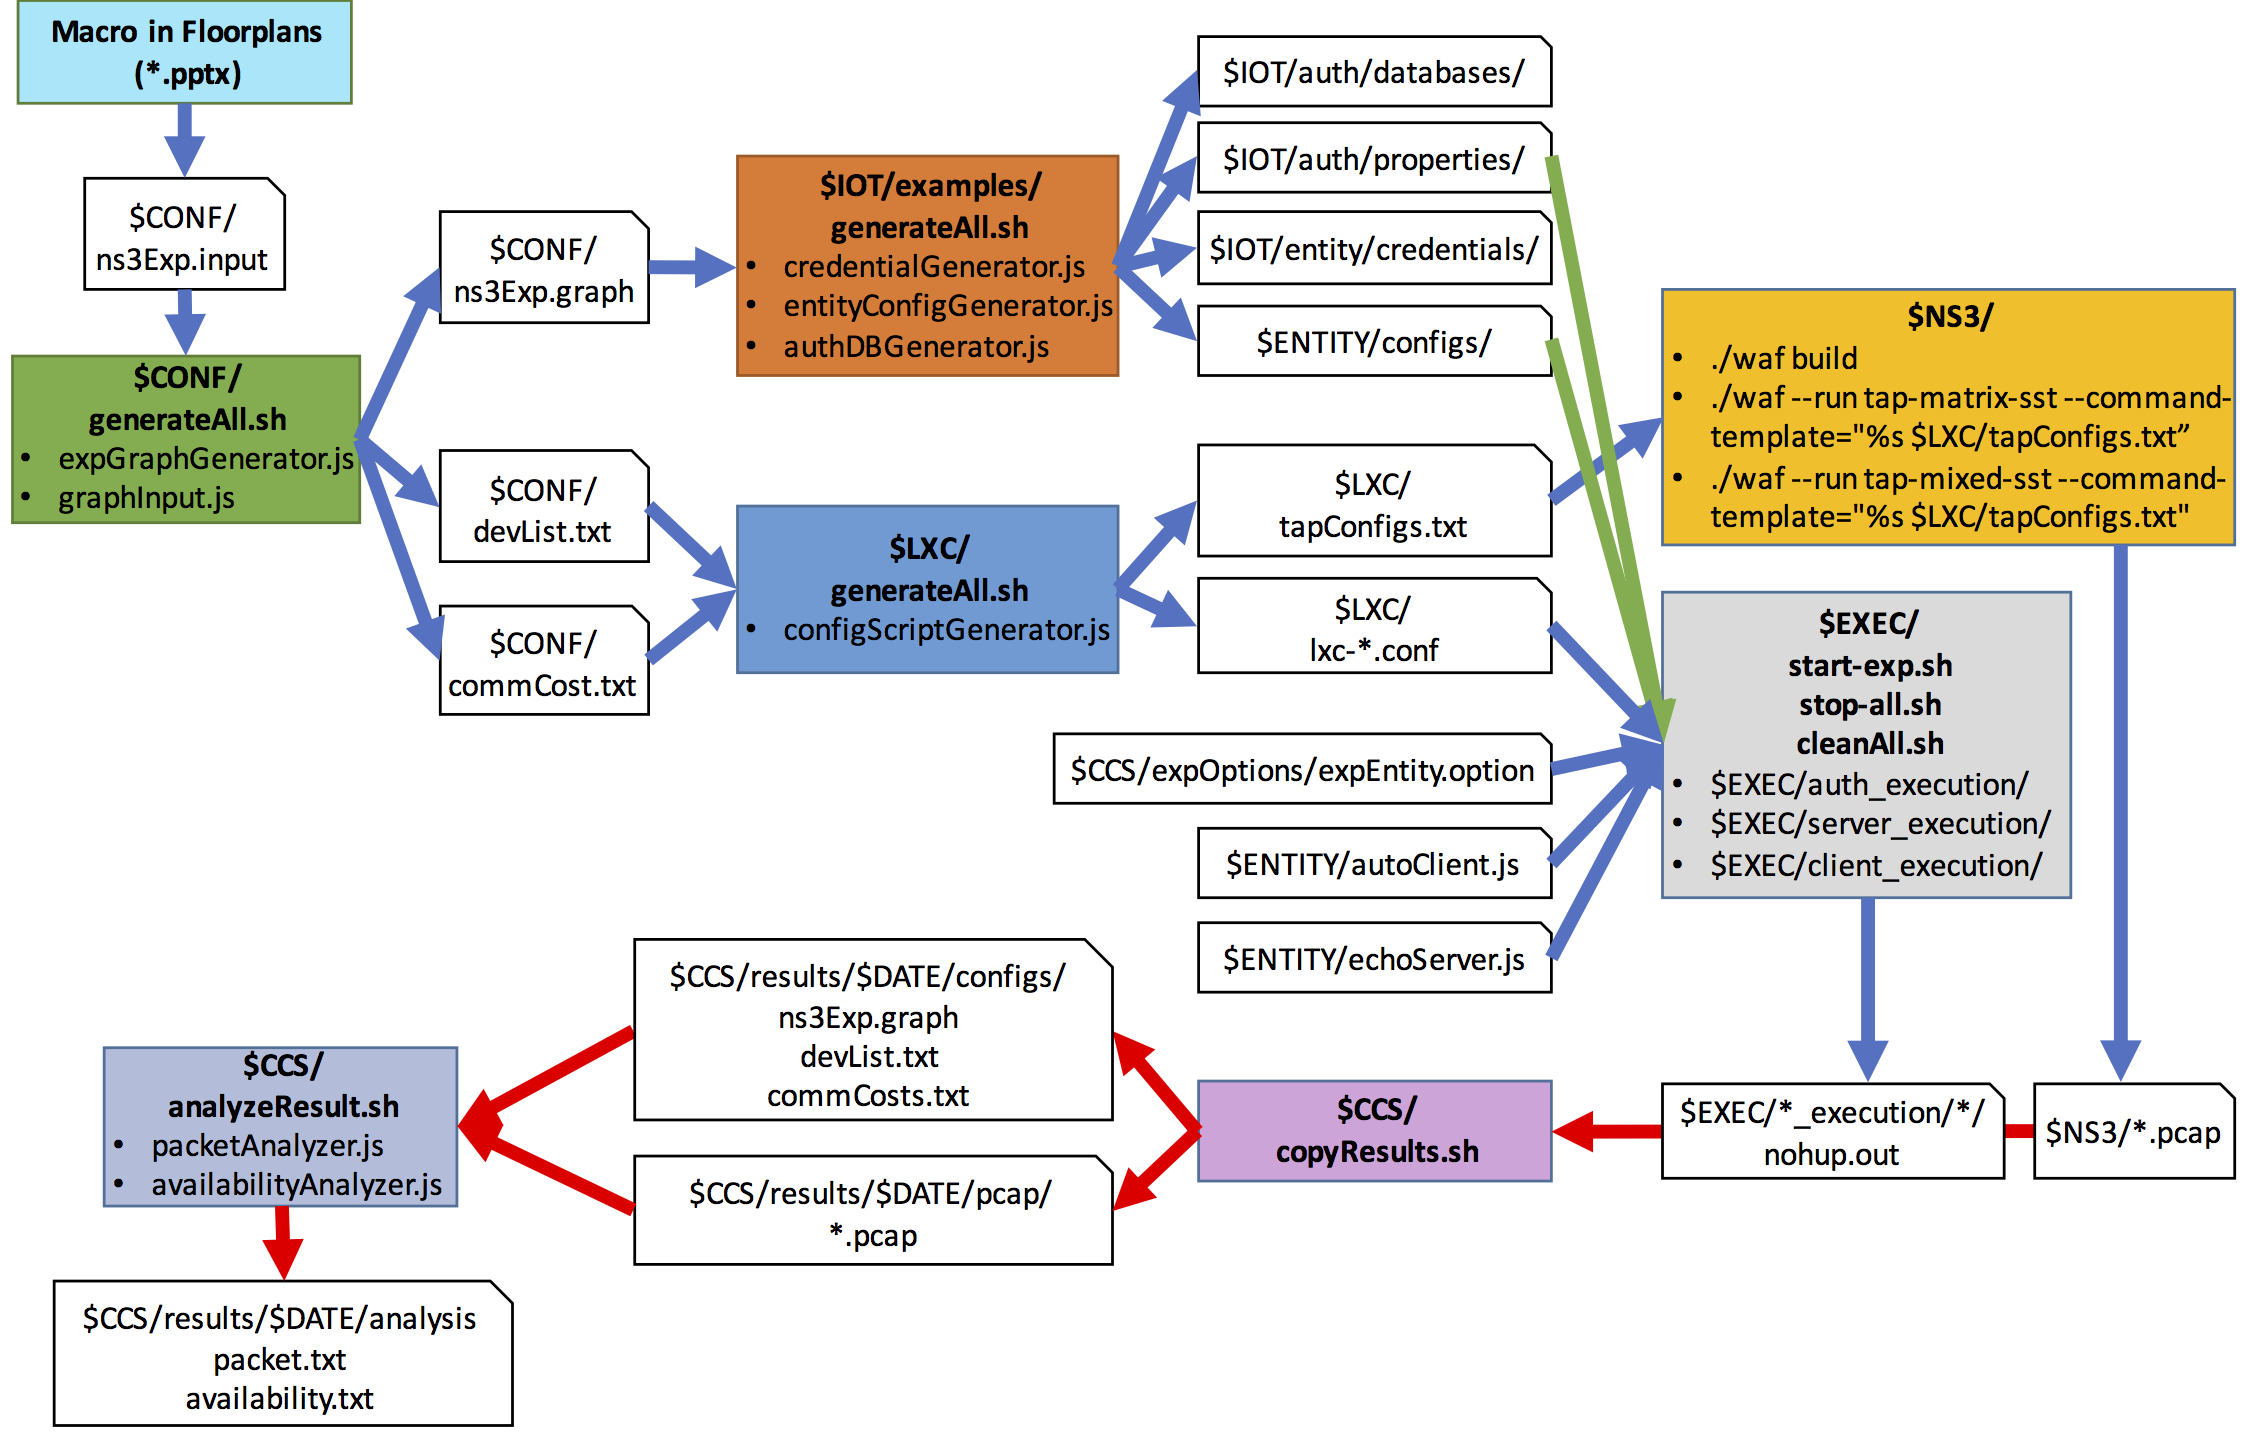 Macro in Floorplans
(*.pptx)
$CONF/
ns3Exp.input
$CONF/
generateAll.sh
• expGraphGenerator.js
• graphInput.js
$CONF/
ns3Exp.graph
$CONF/
devList.txt
$CONF/
commCost.txt
$IOT/examples/
generateAll.sh
• credentialGenerator.js
• entityConfigGenerator.js
• authDBGenerator.js
$LXC/
generateAll.sh
• configScriptGenerator.js
$IOT/auth/databases/
$IOT/auth/properties/
$IOT/entity/credentials/
$ENTITY/configs/
$LXC/
tapConfigs.txt
$LXC/
lxc-*.conf
$CCS/expOptions/expEntity.option
$ENTITY/autoClient.js
$ENTITY/echoServer.js
$NS3/
• ./waf build
• ./waf --run tap-matrix-sst --command-
template="%s $LXC/tapConfigs.txt”
• ./waf --run tap-mixed-sst --command-
template="%s $LXC/tapConfigs.txt"
$EXEC/
start-exp.sh
stop-all.sh
cleanAll.sh
• $EXEC/auth_execution/
• $EXEC/server_execution/
• $EXEC/client_execution/
$NS3/*.pcap
$EXEC/*_execution/*/
nohup.out
$CCS/
copyResults.sh
$CCS/results/$DATE/configs/
ns3Exp.graph
devList.txt
commCosts.txt
$CCS/results/$DATE/pcap/
*.pcap
$CCS/
analyzeResult.sh
• packetAnalyzer.js
• availabilityAnalyzer.js
$CCS/results/$DATE/analysis
packet.txt
availability.txt